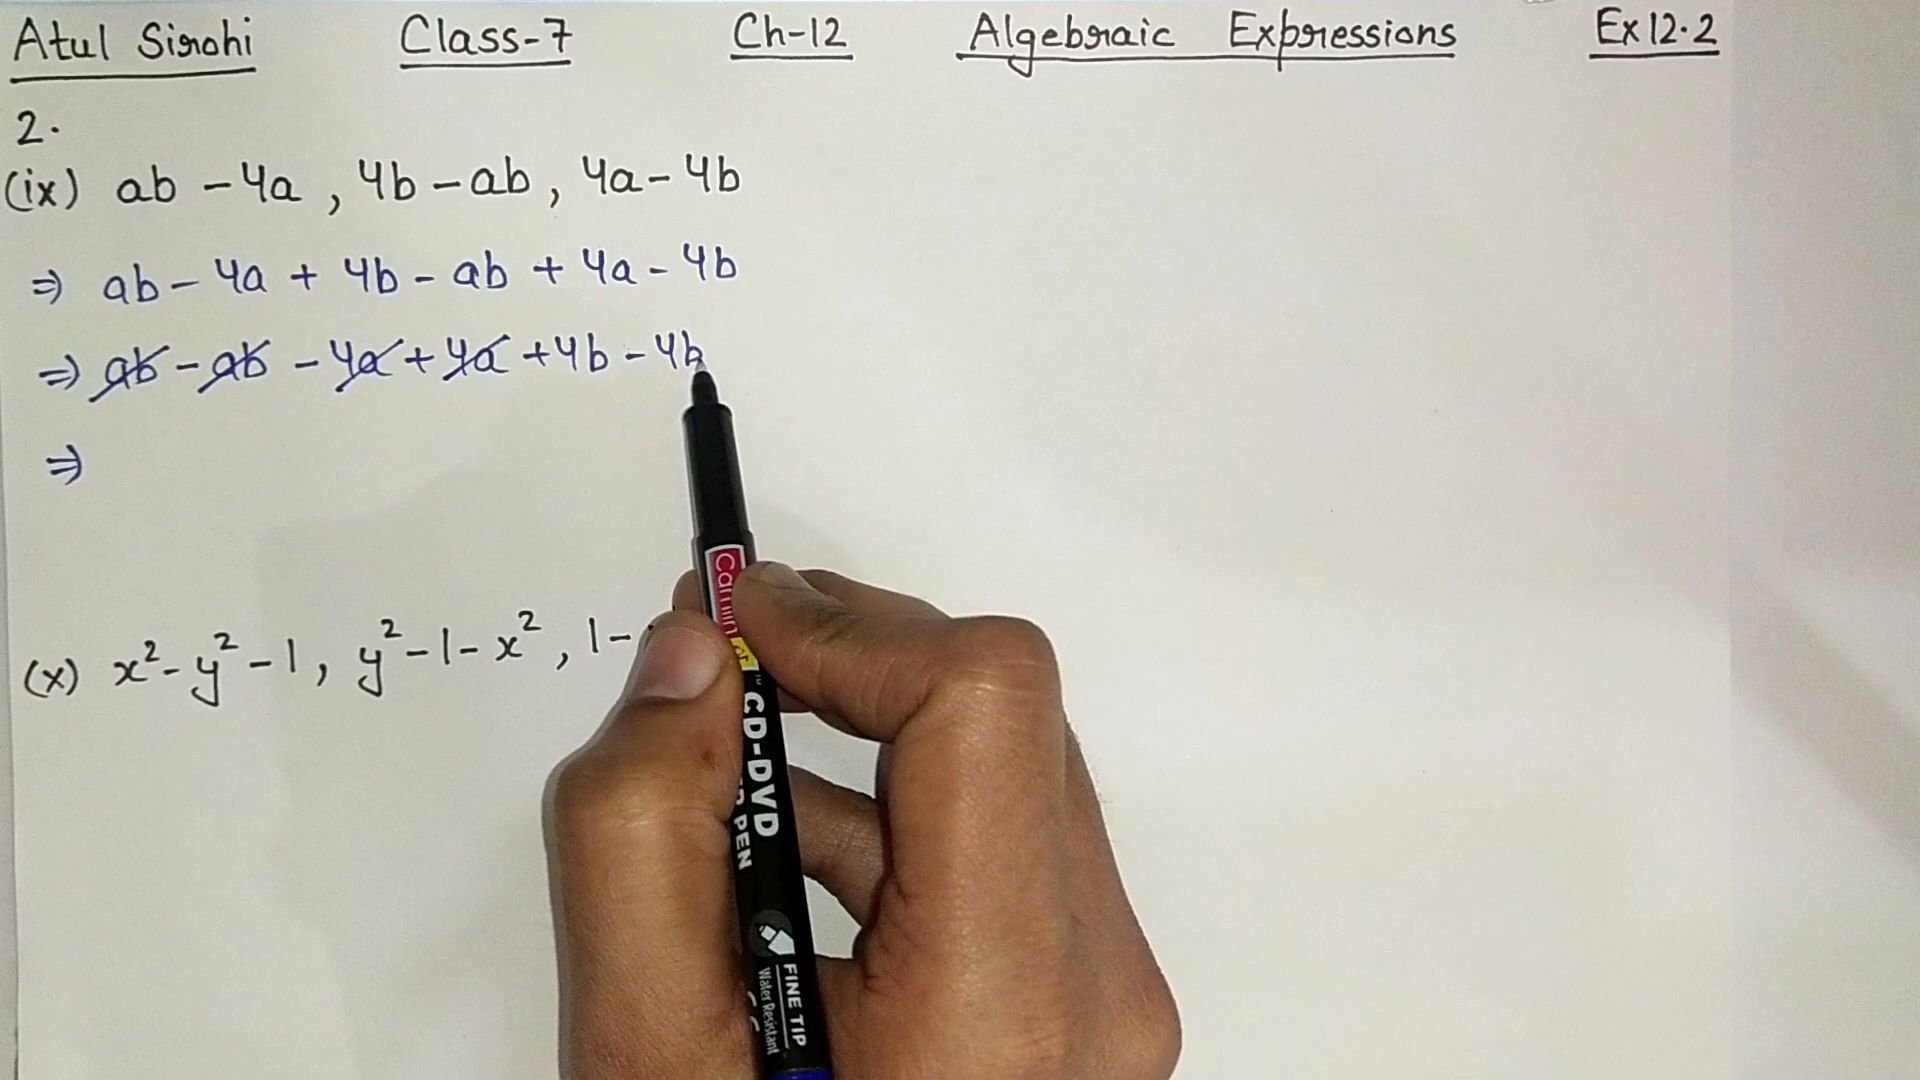 Atul Sirohi Class-7 Ch-12 Algebraic Expressions Ex 12.2
2.
(ix) ab - 4a , 4b - ab , 4a - 4b
⇒ ab - 4a + 4b - ab + 4a - 4b
⇒ ab - ab - 4a + 4a + 4b - 4b
⇒
(x) x² - y² - 1 , y² - 1 - x² , 1 -
Camlin
CD-DVD
PEN
FINE TIP
Water Resistant